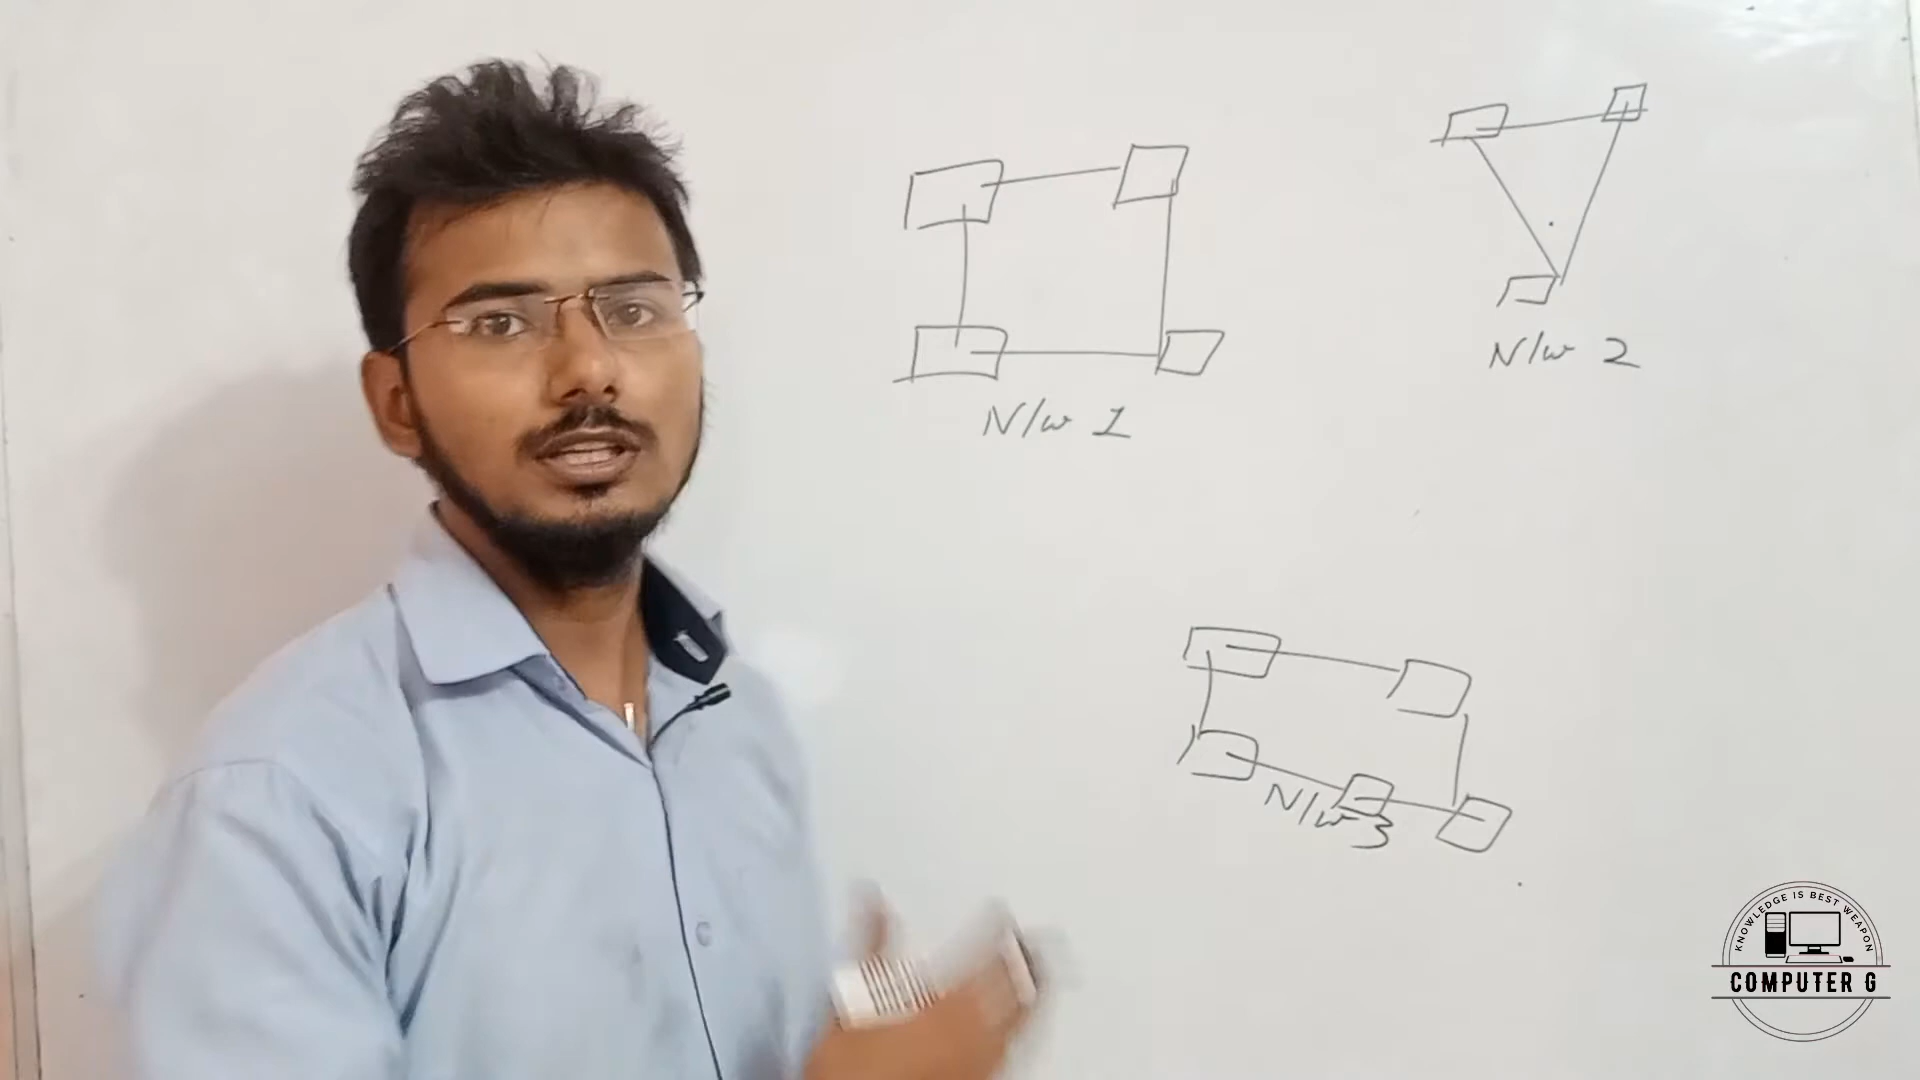 N/w 1
N/w 2
N/w 3
KNOWLEDGE IS BEST WEAPON
COMPUTER G